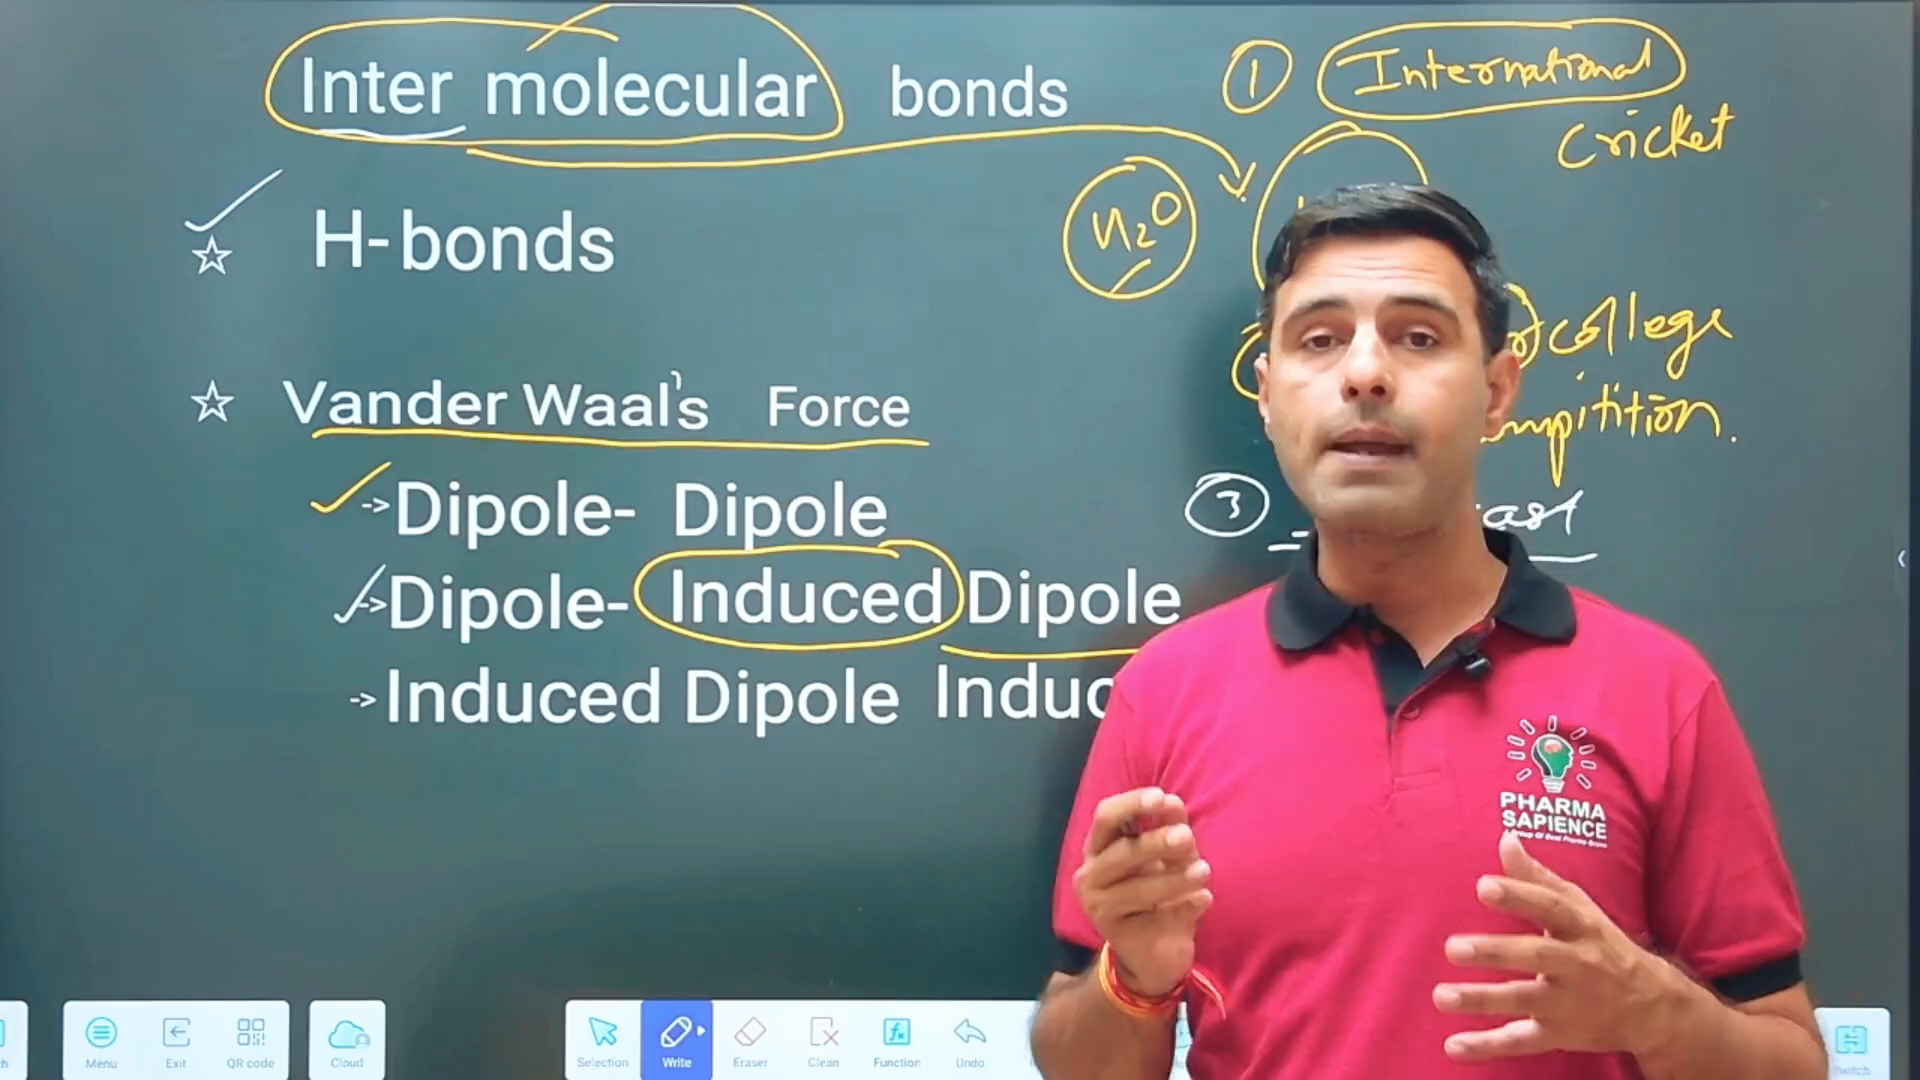 Inter molecular bonds
① International
cricket
H-bonds
H₂O
college
Vander Waal's Force
-> Dipole- Dipole
③
-> Dipole- Induced Dipole
-> Induced Dipole
PHARMA
SAPIENCE
Menu
Exit
QR code
Cloud
Selection
Write
Eraser
Clean
Function
Undo